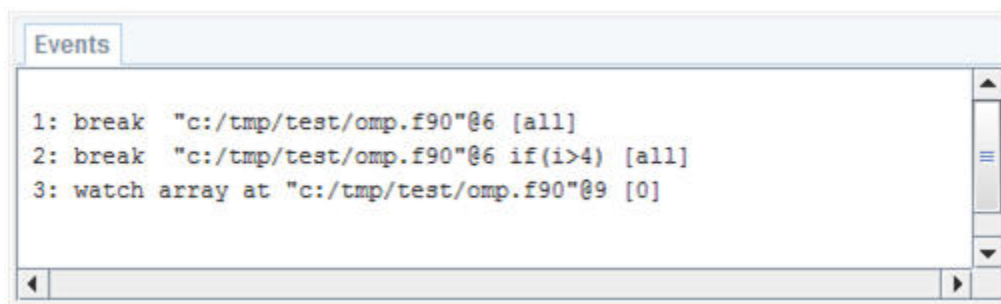 Events
1: break  "c:/tmp/test/omp.f90"@6 [all]
2: break  "c:/tmp/test/omp.f90"@6 if(i>4) [all]
3: watch array at "c:/tmp/test/omp.f90"@9 [0]